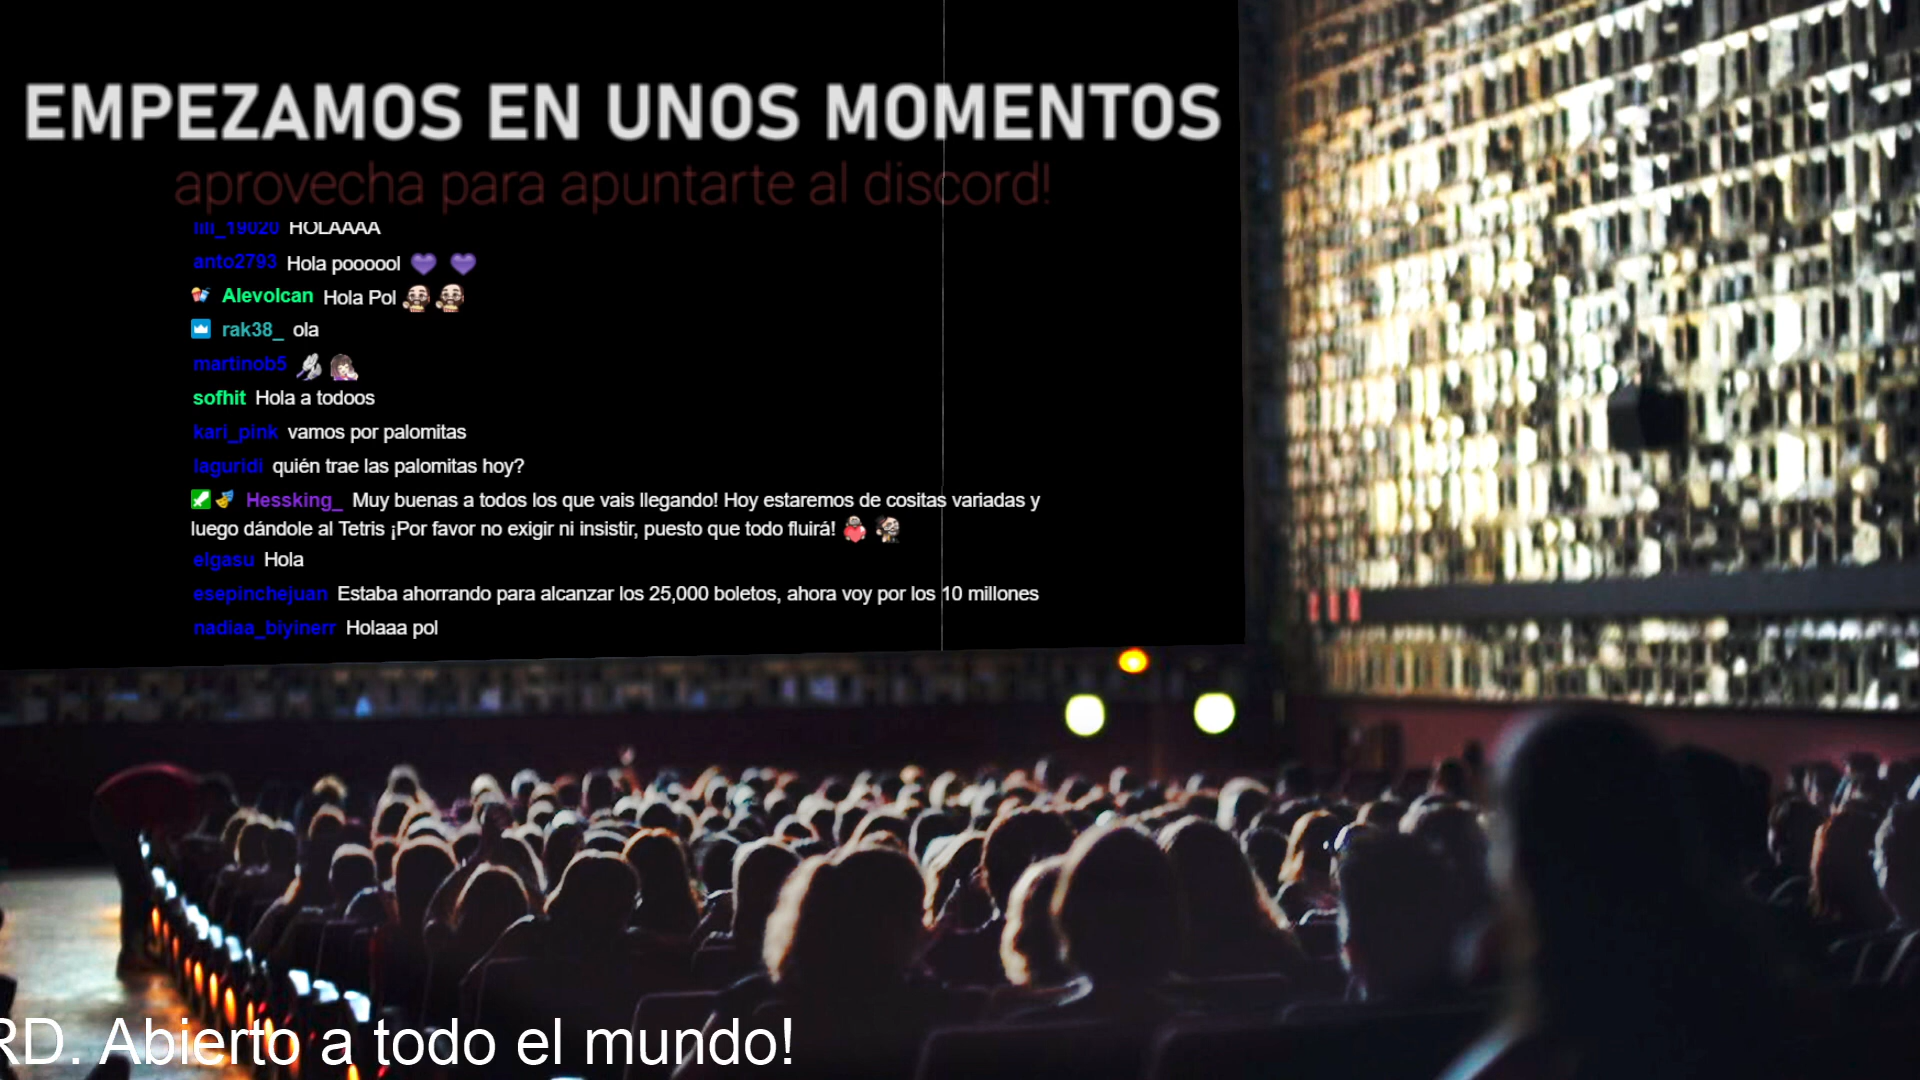 EMPEZAMOS EN UNOS MOMENTOS
aprovecha para apuntarte al discord!
lili_19020 HOLAAAA
anto2793 Hola poooool
Alevolcan Hola Pol
rak38_ ola
martinob5
sofhit Hola a todoos
kari_pink vamos por palomitas
laguridi quién trae las palomitas hoy?
Hessking_ Muy buenas a todos los que vais llegando! Hoy estaremos de cositas variadas y
luego dándole al Tetris ¡Por favor no exigir ni insistir, puesto que todo fluirá!
elgasu Hola
esepinchejuan Estaba ahorrando para alcanzar los 25,000 boletos, ahora voy por los 10 millones
nadiaa_biyinerr Holaaa pol
RD. Abierto a todo el mundo!